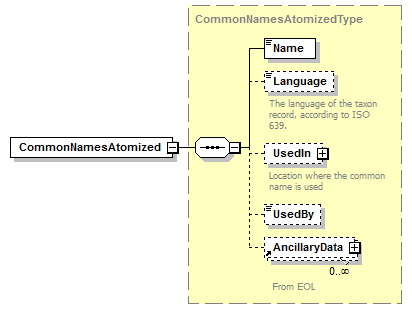 CommonNamesAtomizedType
Name
Language
The language of the taxon
record, according to ISO
639.
CommonNamesAtomized
UsedIn
Location where the common
name is used
UsedBy
AncillaryData
0..∞
From EOL